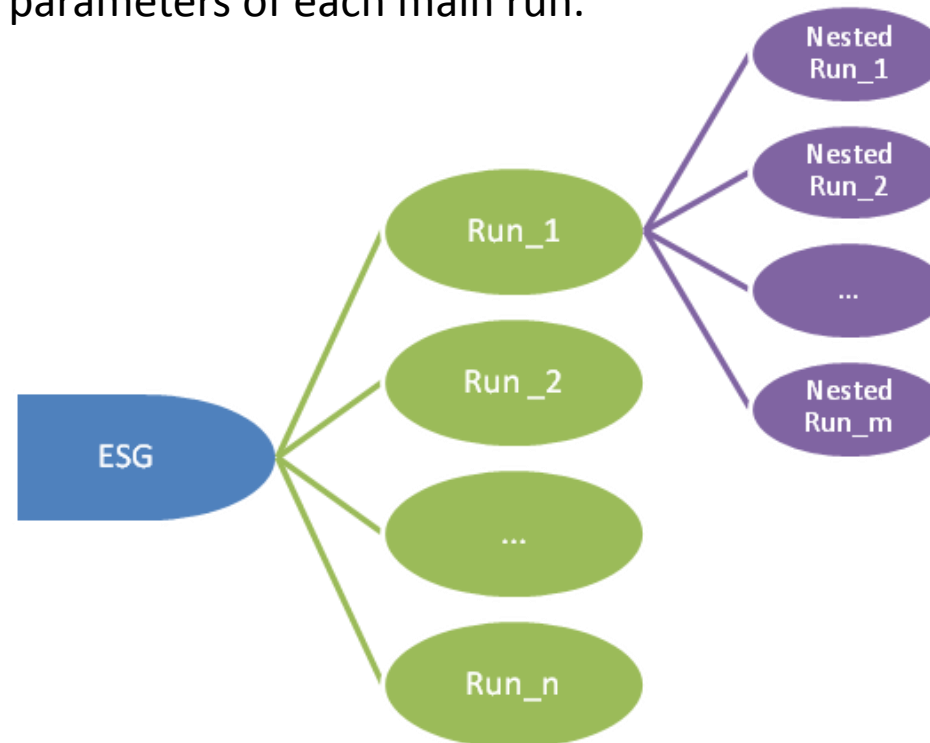 parameters of each main run.
ESG
Run_1
Run _2
...
Run_n
Nested
Run_1
Nested
Run_2
...
Nested
Run_m